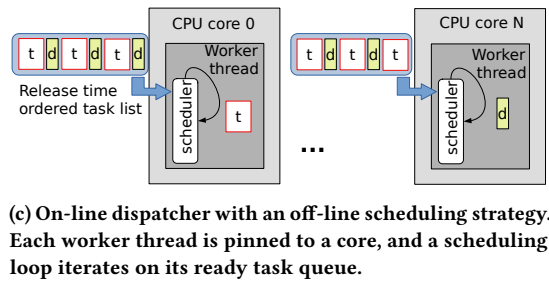 CPU core 0
CPU core N
t d t d t d
Worker
thread
t d t d t
Worker
thread
Release time
ordered task list
scheduler
t
...
scheduler
d
(c) On-line dispatcher with an off-line scheduling strategy.
Each worker thread is pinned to a core, and a scheduling
loop iterates on its ready task queue.